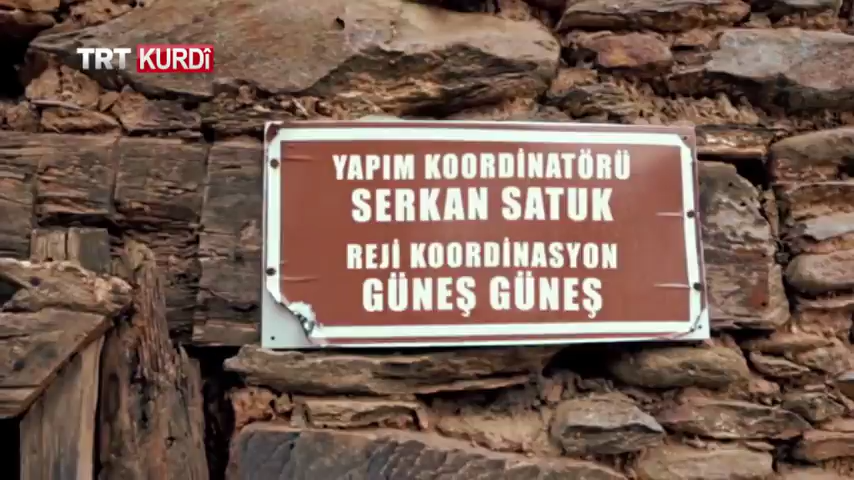 TRT KURDÎ
YAPIM KOORDİNATÖRÜ
SERKAN SATUK
REJİ KOORDİNASYON
GÜNEŞ GÜNEŞ